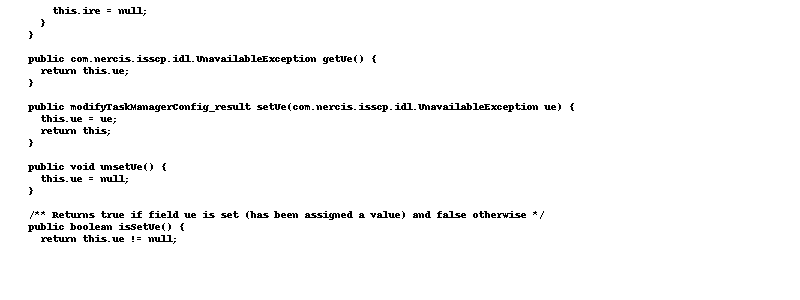 this.ire = null;
}
}
public com.nercis.isscp.idl.UnavailableException getUe() {
return this.ue;
}
public modifyTaskManagerConfig_result setUe(com.nercis.isscp.idl.UnavailableException ue) {
this.ue = ue;
return this;
}
public void unsetUe() {
this.ue = null;
}
/** Returns true if field ue is set (has been assigned a value) and false otherwise */
public boolean isSetUe() {
return this.ue != null;